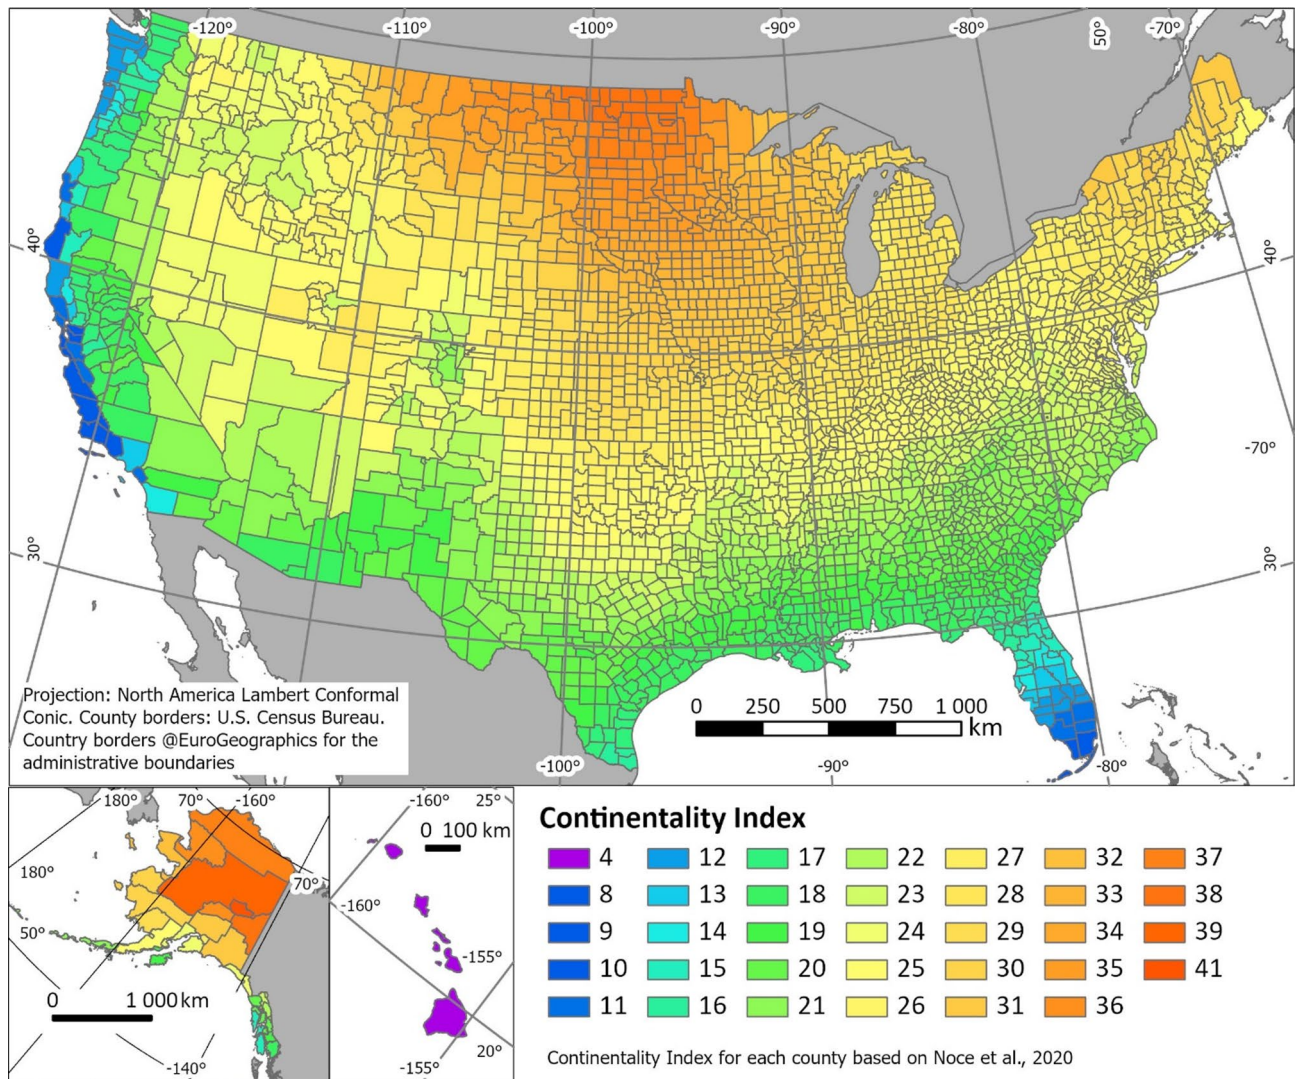 -120° -110° -100° -90° -80° 50° -70°
40° 40°
-70°
30° 30°
Projection: North America Lambert Conformal
Conic. County borders: U.S. Census Bureau.
Country borders @EuroGeographics for the
administrative boundaries
0 250 500 750 1 000
km
-100° -90° -80°
180° 70° -160°
180°
70°
50°
0 1 000 km
-140°
-160° 25°
0 100 km
-160°
-155°
20°
-155°
Continentality Index
4 12 17 22 27 32 37
8 13 18 23 28 33 38
9 14 19 24 29 34 39
10 15 20 25 30 35 41
11 16 21 26 31 36
Continentality Index for each county based on Noce et al., 2020